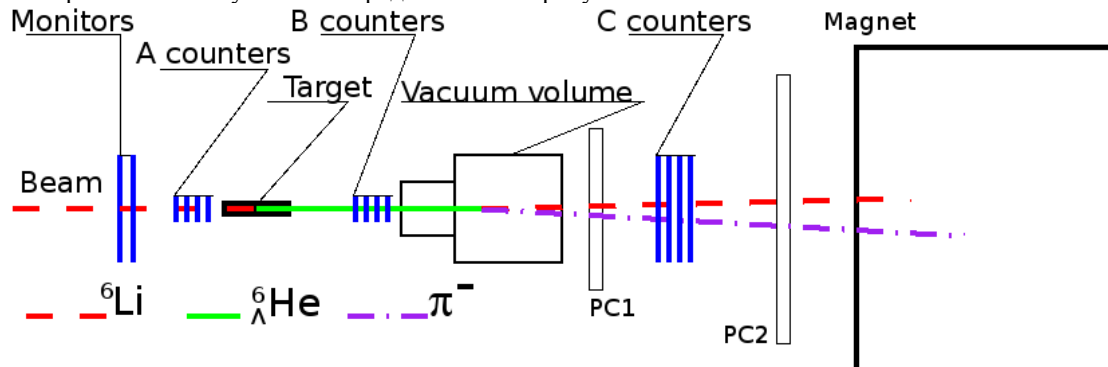 Monitors
A counters
B counters
C counters
Magnet
Target
Vacuum volume
Beam
PC1
PC2
⁶Li
⁶ΛHe
π⁻